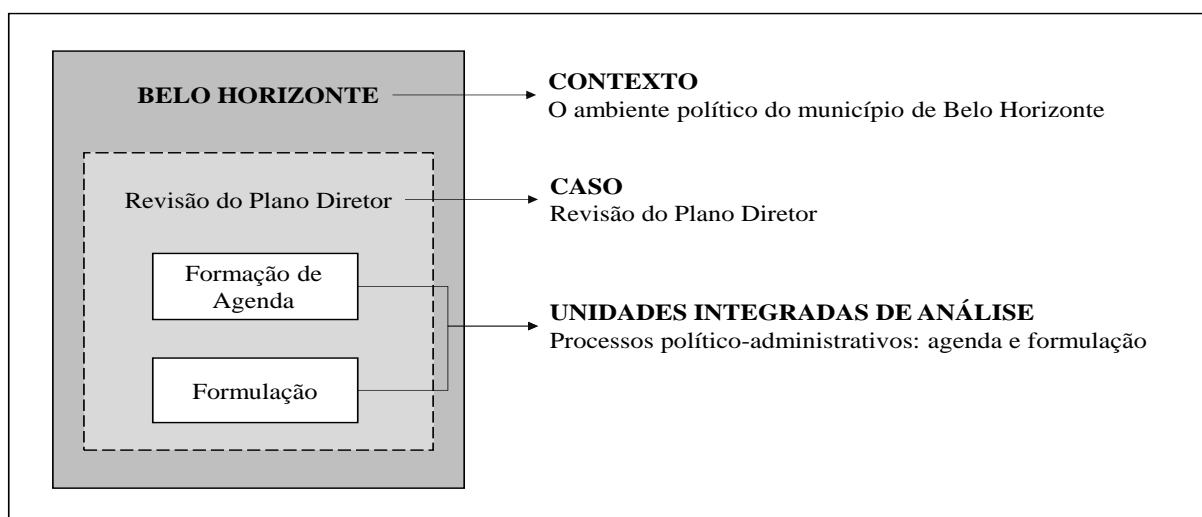 BELO HORIZONTE
CONTEXTO
O ambiente político do município de Belo Horizonte
Revisão do Plano Diretor
CASO
Revisão do Plano Diretor
Formação de
Agenda
Formulação
UNIDADES INTEGRADAS DE ANÁLISE
Processos político-administrativos: agenda e formulação